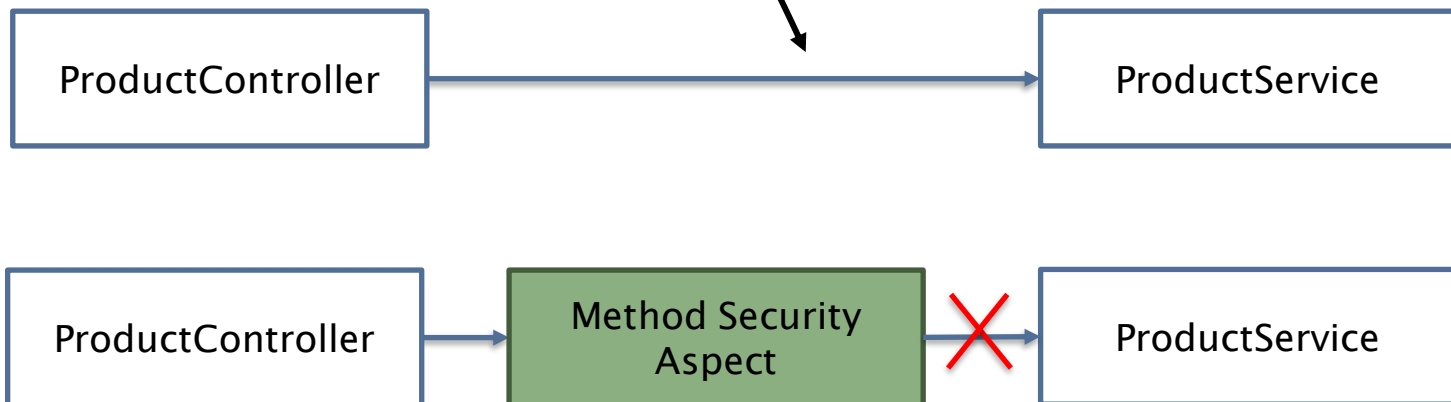 ProductController
ProductService
ProductController
Method Security
Aspect
ProductService